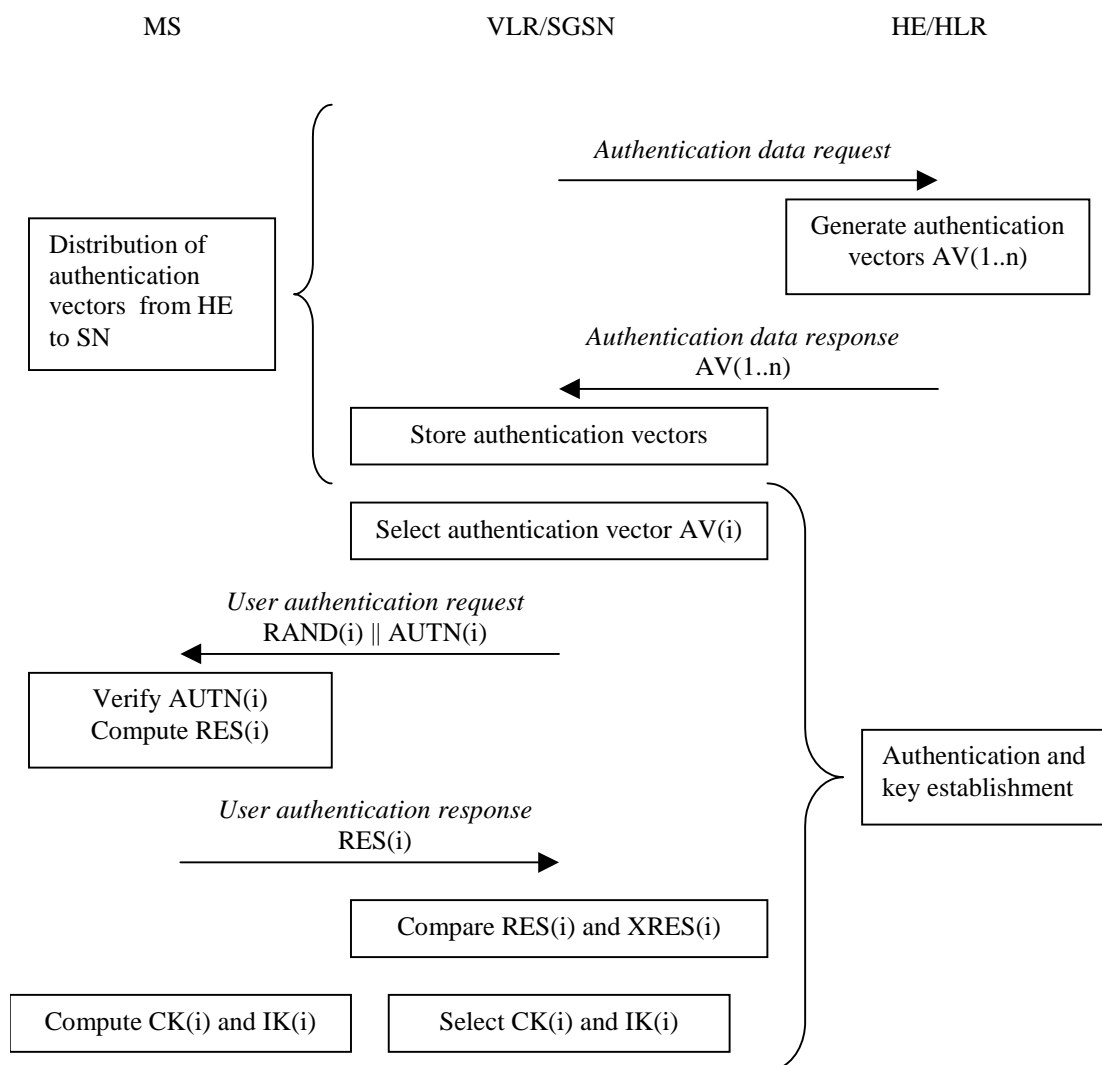 MS
VLR/SGSN
HE/HLR
Authentication data request
Generate authentication
vectors AV(1..n)
Distribution of
authentication
vectors from HE
to SN
Authentication data response
AV(1..n)
Store authentication vectors
Select authentication vector AV(i)
User authentication request
RAND(i) || AUTN(i)
Verify AUTN(i)
Compute RES(i)
Authentication and
key establishment
User authentication response
RES(i)
Compare RES(i) and XRES(i)
Compute CK(i) and IK(i)
Select CK(i) and IK(i)